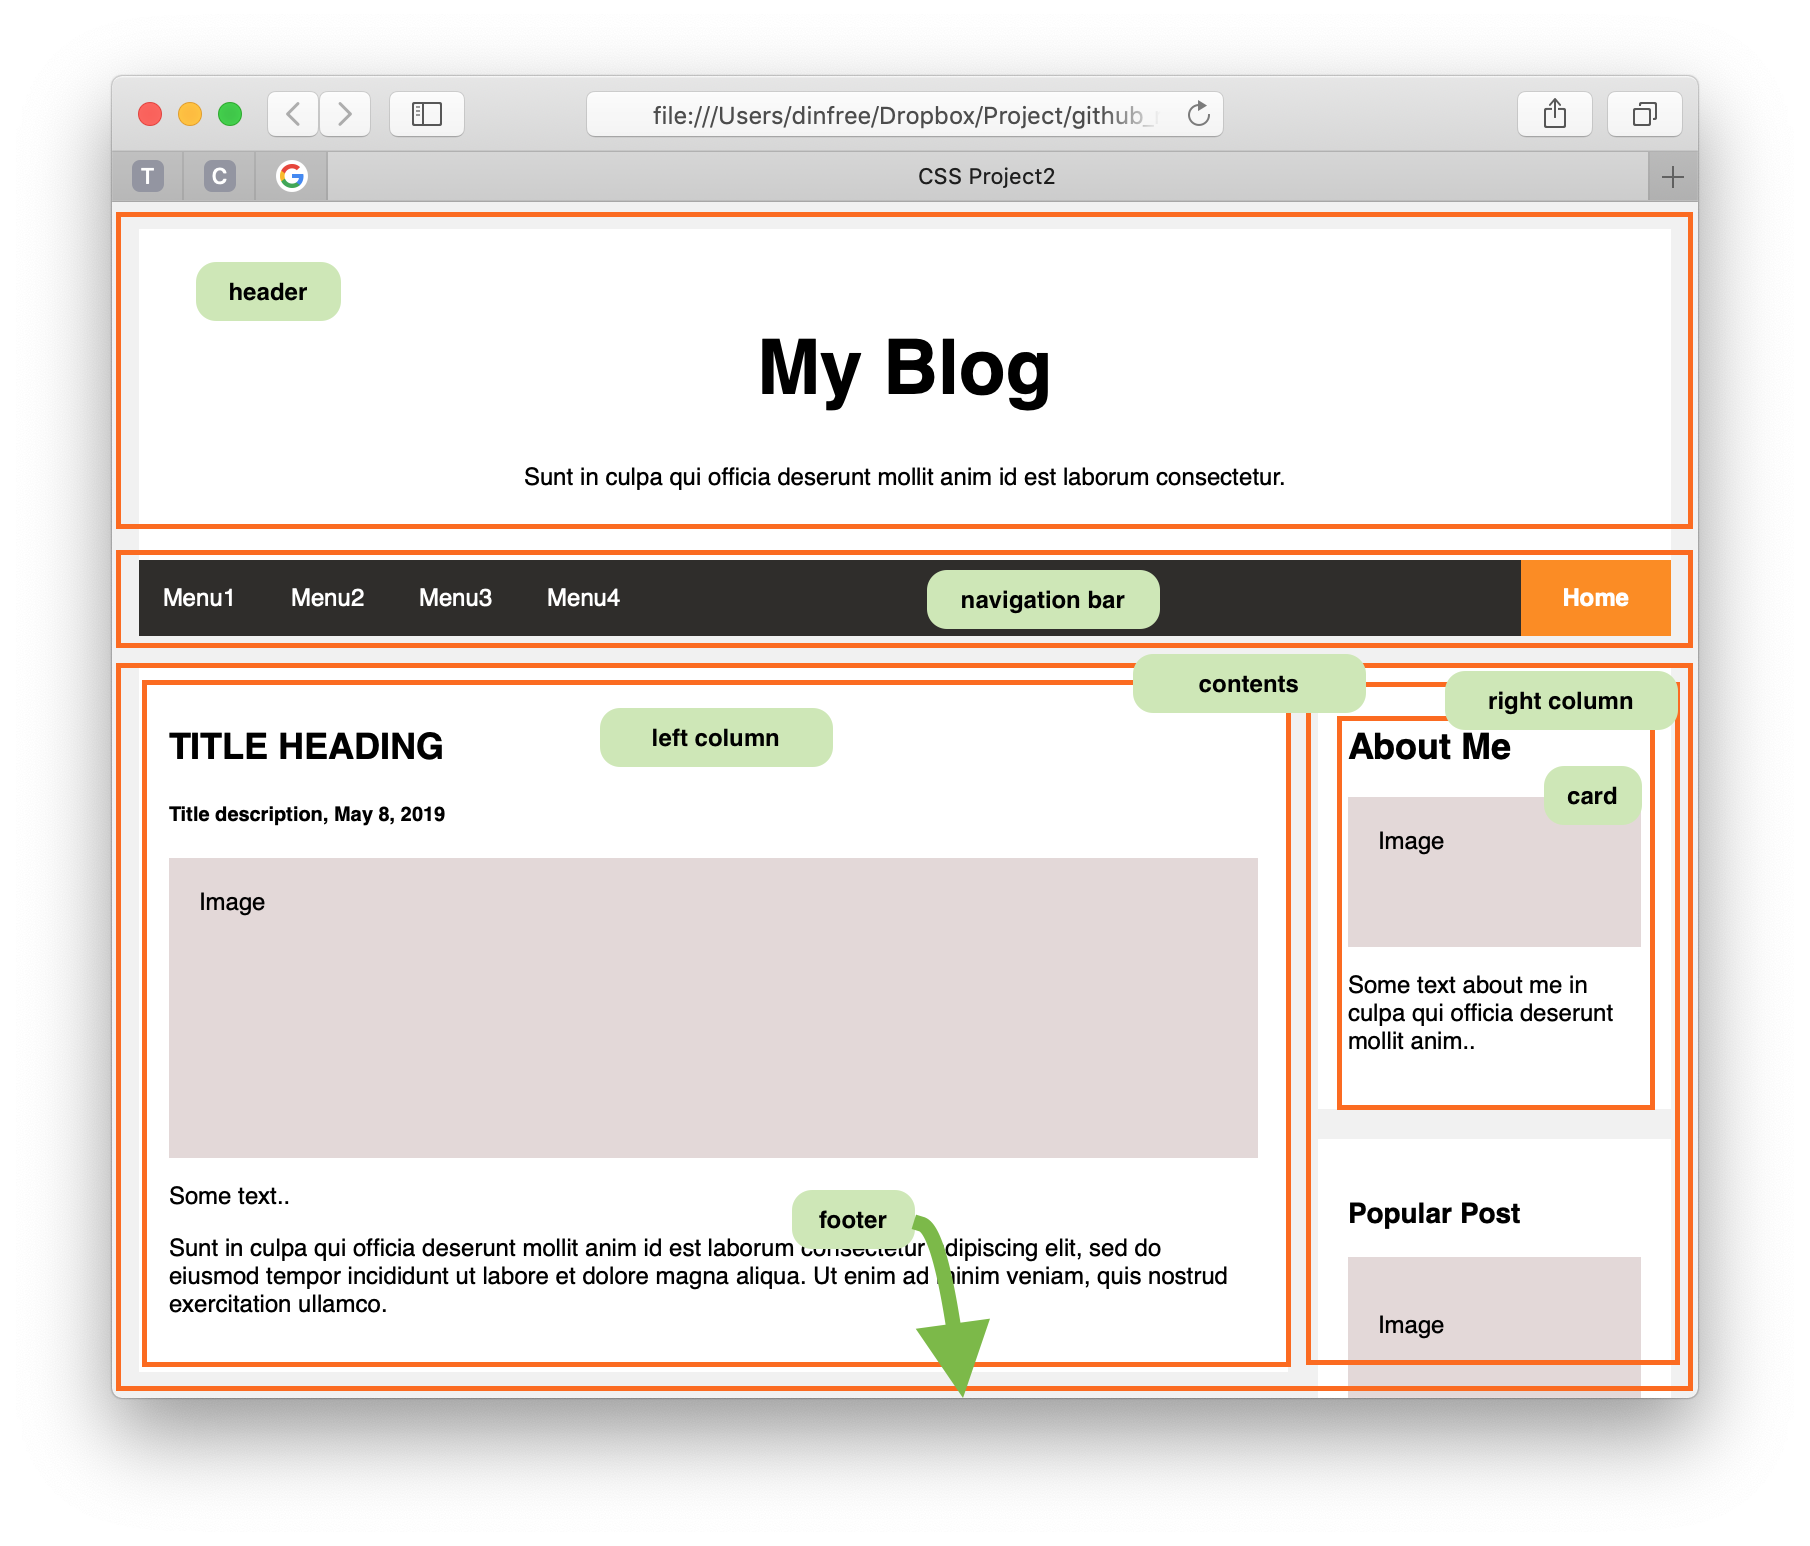 file:///Users/dinfree/Dropbox/Project/github_
T
C
G
CSS Project2
header
My Blog
Sunt in culpa qui officia deserunt mollit anim id est laborum consectetur.
Menu1
Menu2
Menu3
Menu4
navigation bar
Home
contents
right column
left column
TITLE HEADING
Title description, May 8, 2019
Image
Some text..
footer
Sunt in culpa qui officia deserunt mollit anim id est laborum consectetur adipiscing elit, sed do
eiusmod tempor incididunt ut labore et dolore magna aliqua. Ut enim ad minim veniam, quis nostrud
exercitation ullamco.
About Me
card
Image
Some text about me in
culpa qui officia deserunt
mollit anim..
Popular Post
Image